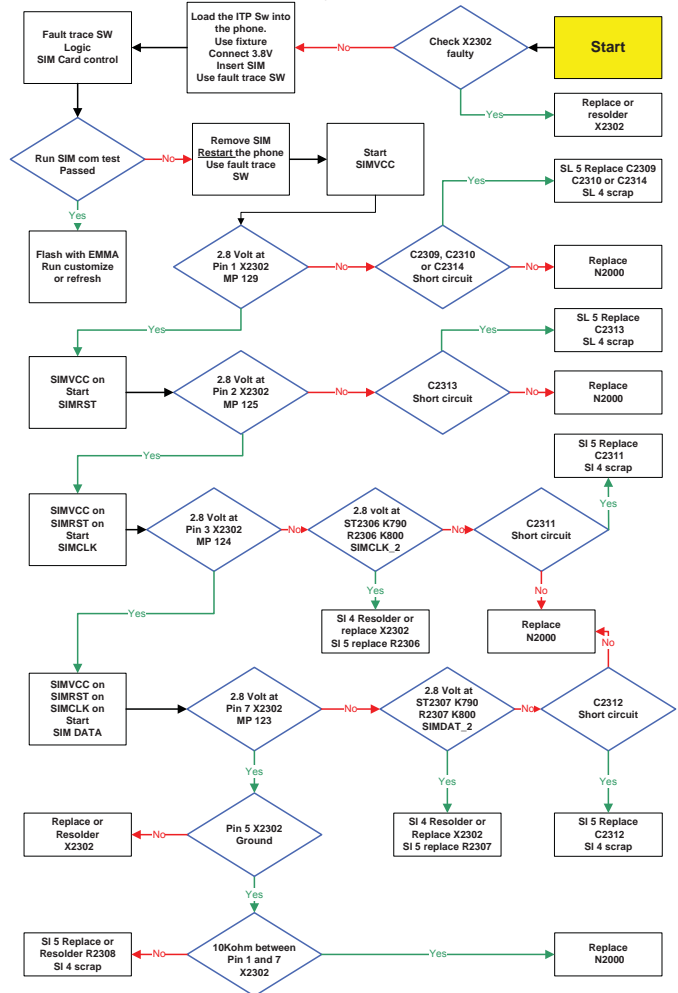 Start
Check X2302
faulty
No
Load the ITP Sw into
the phone.
Use fixture
Connect 3.8V
Insert SIM
Use fault trace SW
Fault trace SW
Logic
SIM Card control
Yes
Replace or
resolder
X2302
Run SIM com test
Passed
No
Remove SIM
Restart the phone
Use fault trace
SW
Start
SIMVCC
Yes
Flash with EMMA
Run customize
or refresh
2.8 Volt at
Pin 1 X2302
MP 129
No
C2309, C2310
or C2314
Short circuit
Yes
SL 5 Replace C2309
C2310 or C2314
SL 4 scrap
No
Replace
N2000
Yes
SIMVCC on
Start
SIMRST
2.8 Volt at
Pin 2 X2302
MP 125
No
C2313
Short circuit
Yes
SL 5 Replace
C2313
SL 4 scrap
No
Replace
N2000
Yes
SIMVCC on
SIMRST on
Start
SIMCLK
2.8 Volt at
Pin 3 X2302
MP 124
No
2.8 volt at
ST2306 K790
R2306 K800
SIMCLK_2
No
C2311
Short circuit
Yes
SI 5 Replace
C2311
SI 4 scrap
Yes
SI 4 Resolder or
replace X2302
SI 5 replace R2306
No
Replace
N2000
Yes
SIMVCC on
SIMRST on
SIMCLK on
Start
SIM DATA
2.8 Volt at
Pin 7 X2302
MP 123
No
2.8 Volt at
ST2307 K790
R2307 K800
SIMDAT_2
No
C2312
Short circuit
No
Yes
SI 4 Resolder or
Replace X2302
SI 5 replace R2307
Yes
SI 5 Replace
C2312
SI 4 scrap
Yes
Pin 5 X2302
Ground
No
Replace or
Resolder
X2302
Yes
10Kohm between
Pin 1 and 7
X2302
No
SI 5 Replace or
Resolder R2308
SI 4 scrap
Yes
Replace
N2000